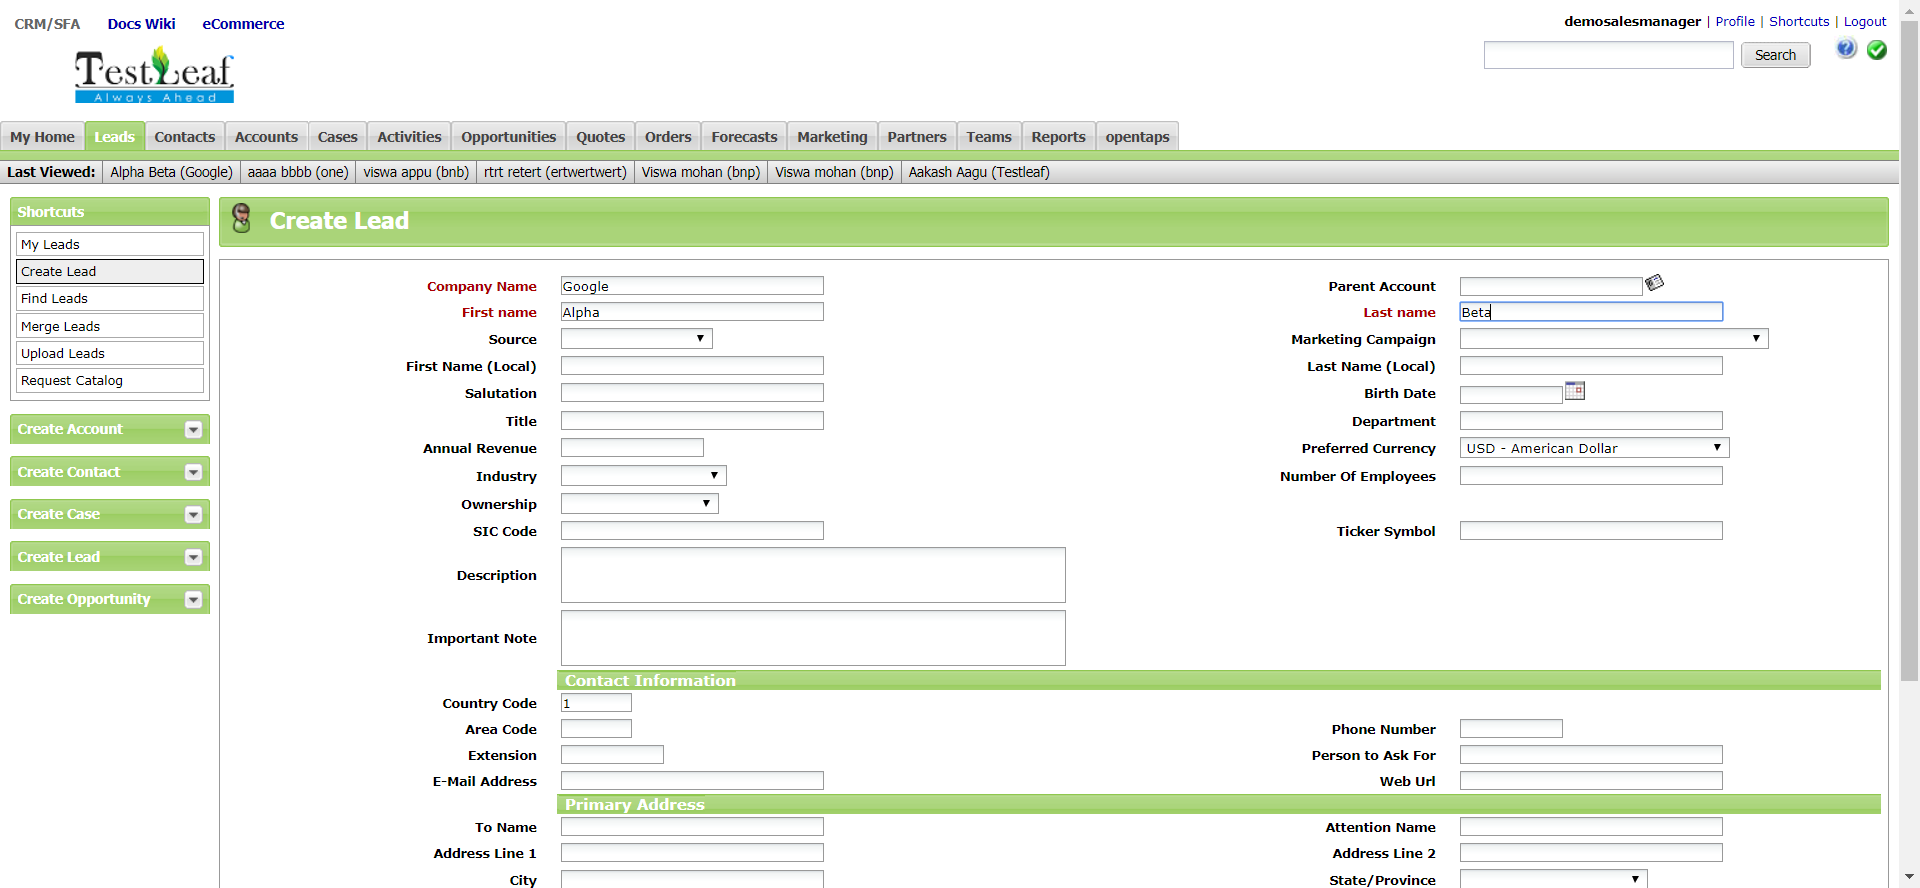 CRM/SFA Docs Wiki eCommerce
demosalesmanager | Profile | Shortcuts | Logout
TestLeaf
Always Ahead
Search
?
My Home Leads Contacts Accounts Cases Activities Opportunities Quotes Orders Forecasts Marketing Partners Teams Reports opentaps
Last Viewed: Alpha Beta (Google) aaaa bbbb (one) viswa appu (bnb) rtrt retert (ertwertwert) Viswa mohan (bnp) Viswa mohan (bnp) Aakash Aagu (Testleaf)
Shortcuts
My Leads
Create Lead
Find Leads
Merge Leads
Upload Leads
Request Catalog
Create Account
Create Contact
Create Case
Create Lead
Create Opportunity
Create Lead
Company Name Google Parent Account
First name Alpha Last name Beta
Source Marketing Campaign
First Name (Local) Last Name (Local)
Salutation Birth Date
Title Department
Annual Revenue Preferred Currency USD - American Dollar
Industry Number Of Employees
Ownership
SIC Code Ticker Symbol
Description
Important Note
Contact Information
Country Code 1
Area Code Phone Number
Extension Person to Ask For
E-Mail Address Web Url
Primary Address
To Name Attention Name
Address Line 1 Address Line 2
City State/Province